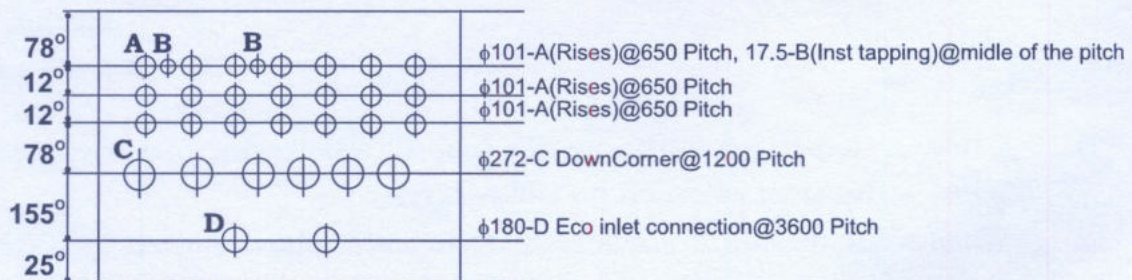 78°
A B B
ϕ101-A(Rises)@650 Pitch, 17.5-B(Inst tapping)@midle of the pitch
12°
ϕ101-A(Rises)@650 Pitch
12°
ϕ101-A(Rises)@650 Pitch
78°
C
ϕ272-C DownCorner@1200 Pitch
155°
D
ϕ180-D Eco inlet connection@3600 Pitch
25°